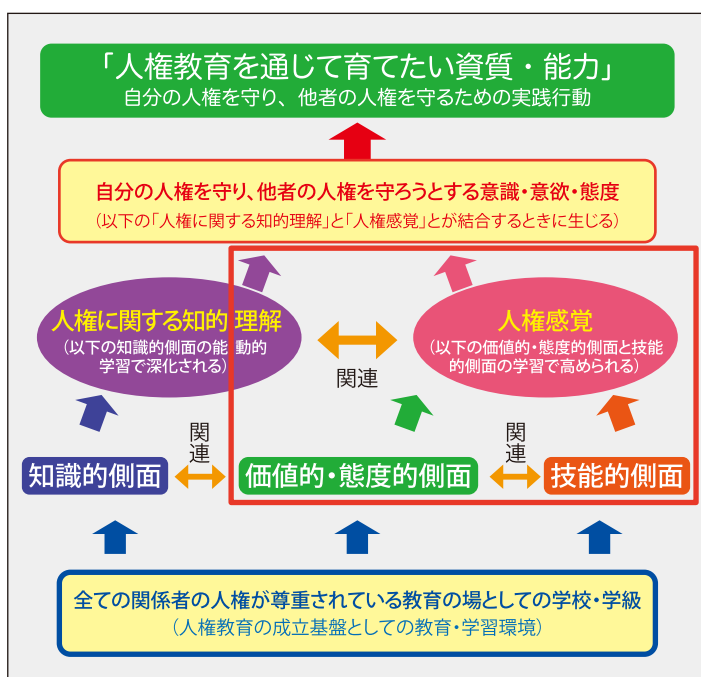 「人権教育を通じて育てたい資質・能力」
自分の人権を守り、他者の人権を守るための実践行動
自分の人権を守り、他者の人権を守ろうとする意識・意欲・態度
(以下の「人権に関する知的理解」と「人権感覚」とが結合するときに生じる)
人権に関する知的理解
(以下の知識的側面の能動的
学習で深化される)
関連
人権感覚
(以下の価値的・態度的側面と技能
的側面の学習で高められる)
知識的側面
関連
価値的・態度的側面
関連
技能的側面
全ての関係者の人権が尊重されている教育の場としての学校・学級
(人権教育の成立基盤としての教育・学習環境)